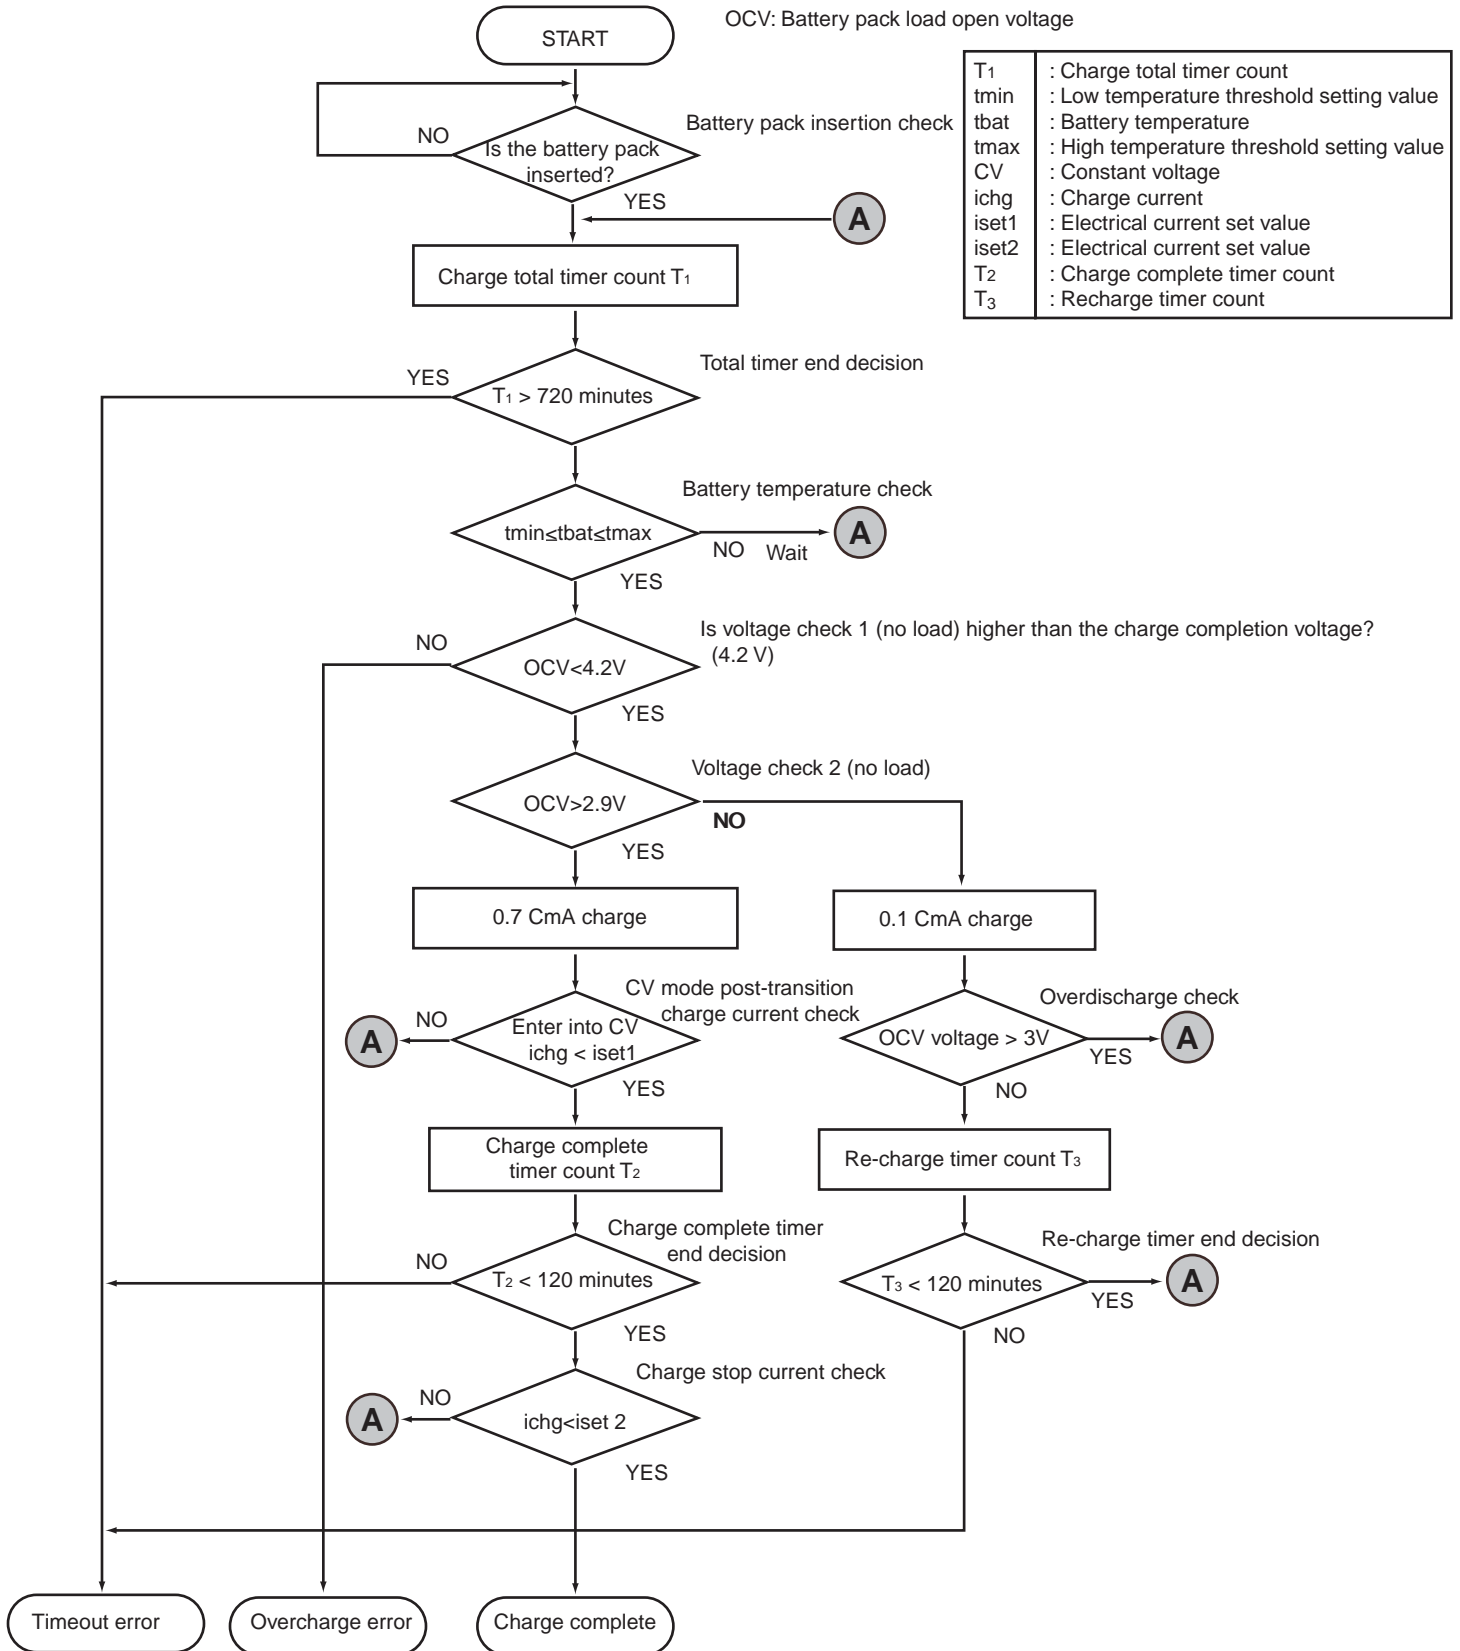 OCV: Battery pack load open voltage
START
T1 : Charge total timer count
tmin : Low temperature threshold setting value
tbat : Battery temperature
tmax : High temperature threshold setting value
CV : Constant voltage
ichg : Charge current
iset1 : Electrical current set value
iset2 : Electrical current set value
T2 : Charge complete timer count
T3 : Recharge timer count
Battery pack insertion check
NO
Is the battery pack
inserted?
YES
A
Charge total timer count T1
Total timer end decision
YES
T1 > 720 minutes
Battery temperature check
tmin≤tbat≤tmax
A
NO Wait
YES
Is voltage check 1 (no load) higher than the charge completion voltage?
(4.2 V)
NO
OCV<4.2V
YES
Voltage check 2 (no load)
OCV>2.9V
NO
YES
0.7 CmA charge
0.1 CmA charge
CV mode post-transition
charge current check
Overdischarge check
NO
A
Enter into CV
ichg < iset1
OCV voltage > 3V
A
YES
YES
NO
Charge complete
timer count T2
Re-charge timer count T3
Charge complete timer
end decision
Re-charge timer end decision
NO
T2 < 120 minutes
T3 < 120 minutes
A
YES
YES
NO
Charge stop current check
NO
A
ichg<iset 2
YES
Timeout error
Overcharge error
Charge complete